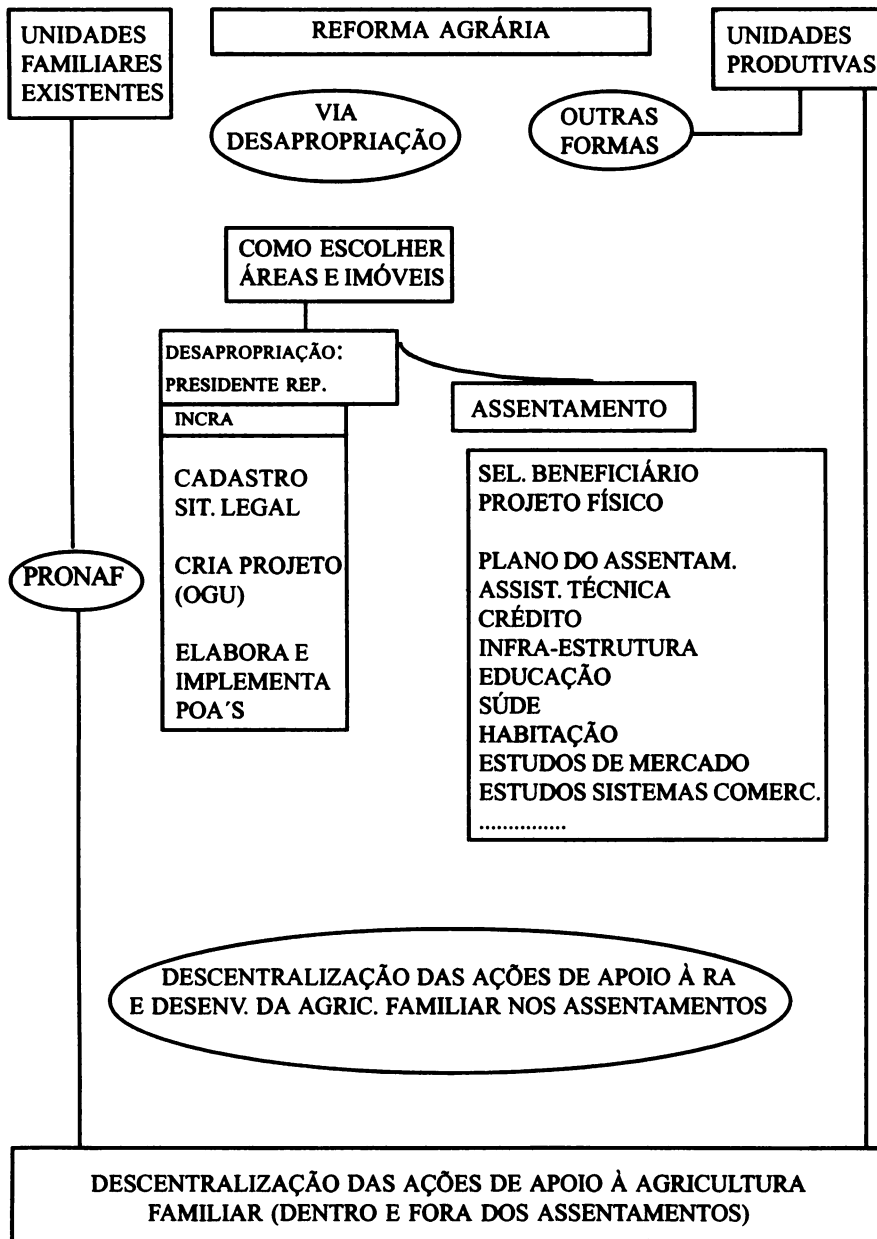 UNIDADES
FAMILIARES
EXISTENTES
REFORMA AGRÁRIA
UNIDADES
PRODUTIVAS
VIA
DESAPROPRIAÇÃO
OUTRAS
FORMAS
COMO ESCOLHER
ÁREAS E IMÓVEIS
DESAPROPRIAÇÃO:
PRESIDENTE REP.
INCRA
CADASTRO
SIT. LEGAL
CRIA PROJETO
(OGU)
ELABORA E
IMPLEMENTA
POA´S
ASSENTAMENTO
SEL. BENEFICIÁRIO
PROJETO FÍSICO
PLANO DO ASSENTAM.
ASSIST. TÉCNICA
CRÉDITO
INFRA-ESTRUTURA
EDUCAÇÃO
SÚDE
HABITAÇÃO
ESTUDOS DE MERCADO
ESTUDOS SISTEMAS COMERC.
...............
PRONAF
DESCENTRALIZAÇÃO DAS AÇÕES DE APOIO À RA
E DESENV. DA AGRIC. FAMILIAR NOS ASSENTAMENTOS
DESCENTRALIZAÇÃO DAS AÇÕES DE APOIO À AGRICULTURA
FAMILIAR (DENTRO E FORA DOS ASSENTAMENTOS)